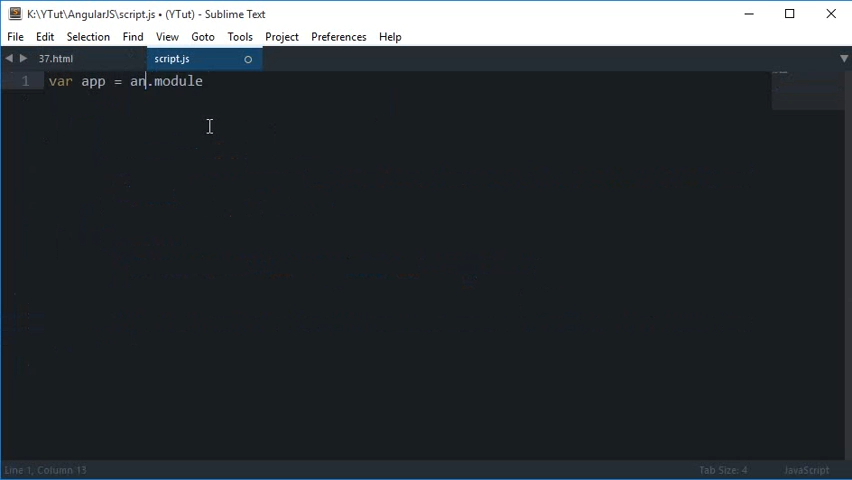 K:\YTut\AngularJS\script.js • (YTut) - Sublime Text
File Edit Selection Find View Goto Tools Project Preferences Help
37.html script.js
1 var app = an.module
Line 1, Column 13 Tab Size: 4 JavaScript